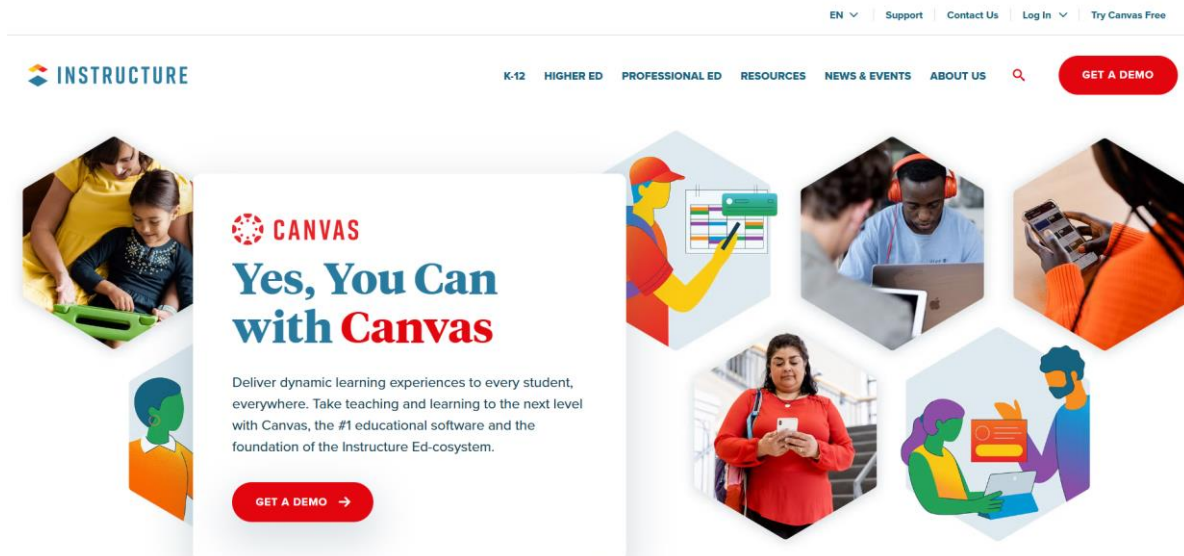 EN Support Contact Us Log In Try Canvas Free
INSTRUCTURE K-12 HIGHER ED PROFESSIONAL ED RESOURCES NEWS & EVENTS ABOUT US GET A DEMO
CANVAS
Yes, You Can
with Canvas
Deliver dynamic learning experiences to every student,
everywhere. Take teaching and learning to the next level
with Canvas, the #1 educational software and the
foundation of the Instructure Ed-cosystem.
GET A DEMO →